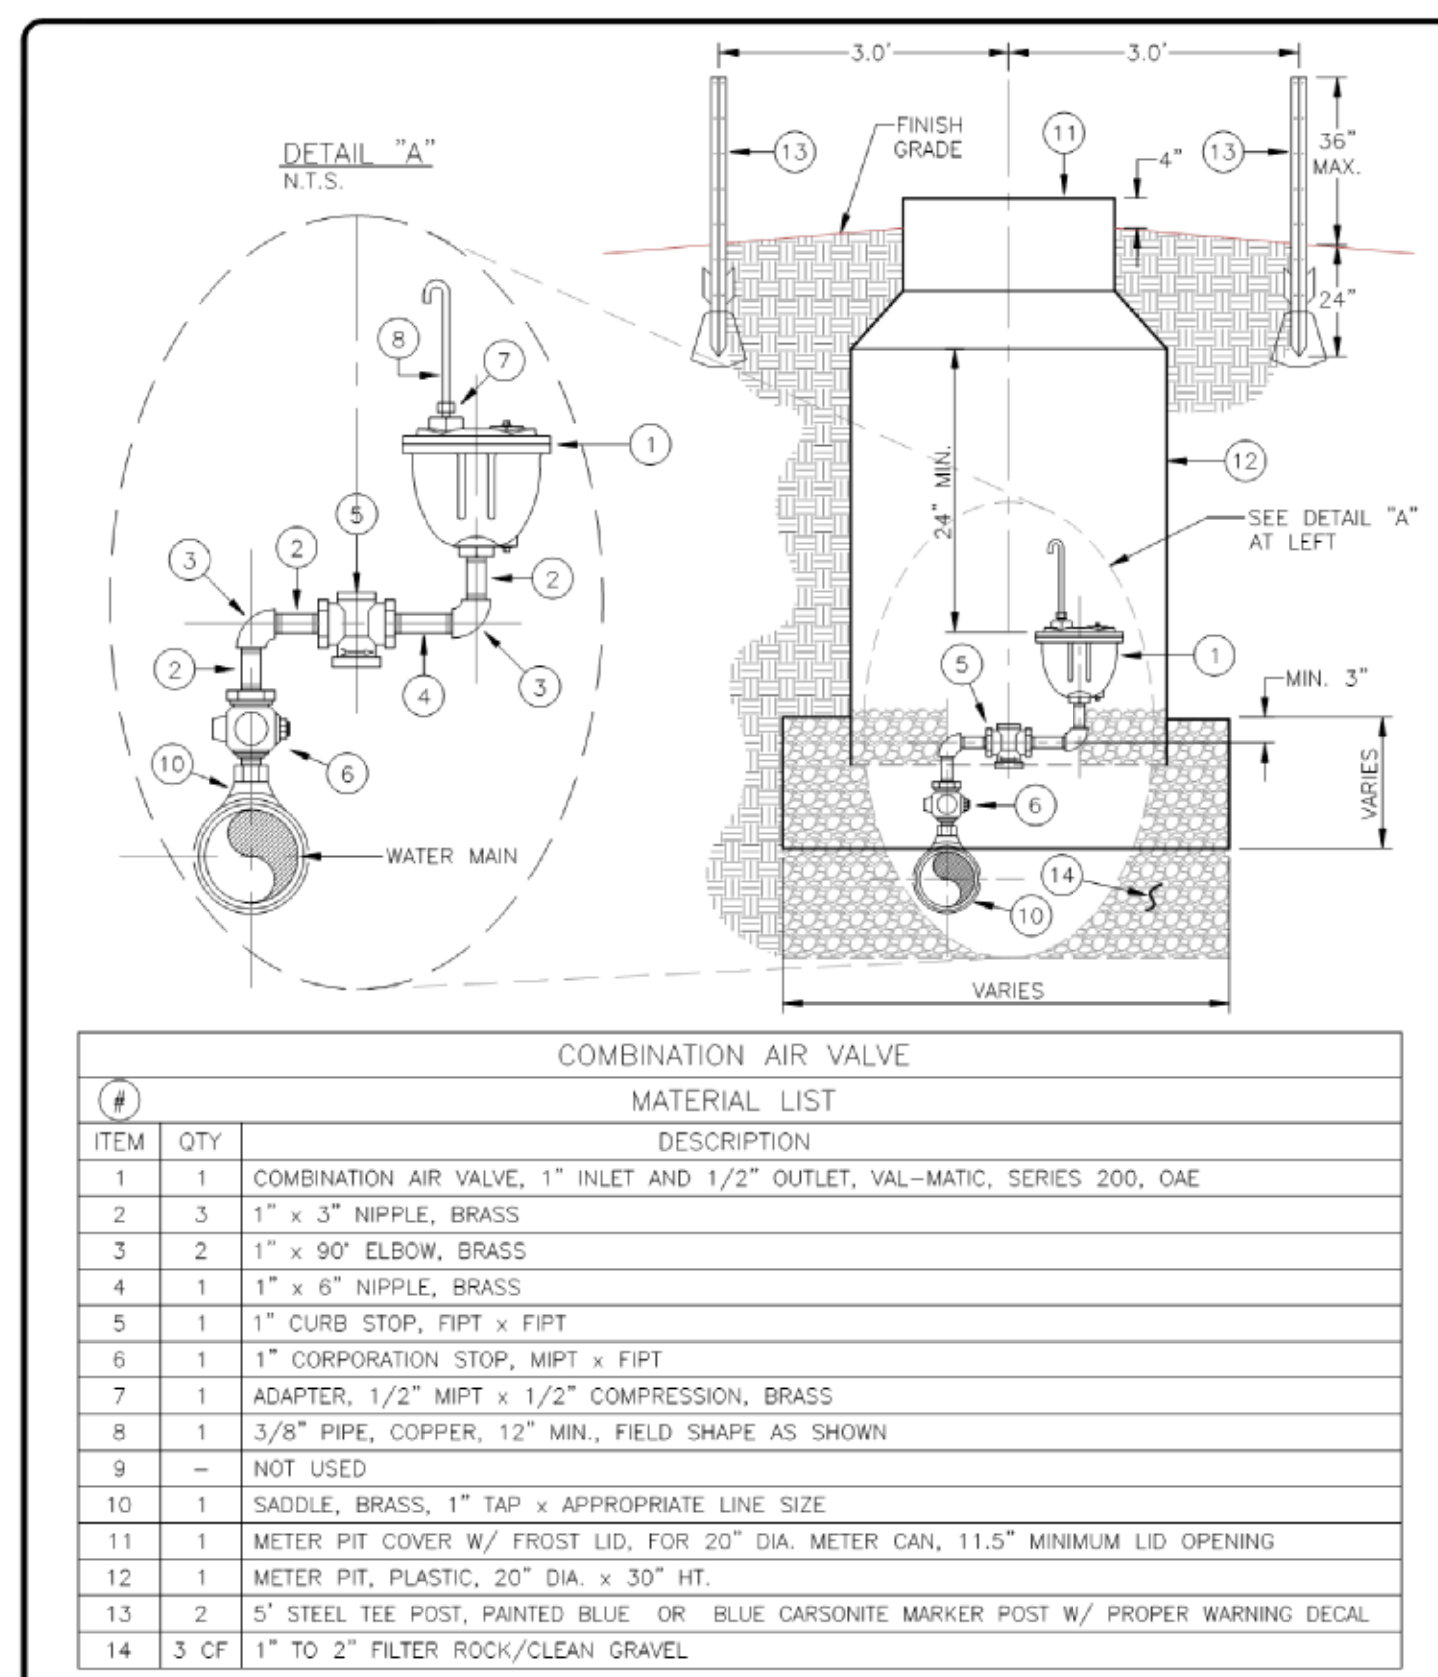 3.0' 3.0'
DETAIL "A"
N.T.S.
FINISH
GRADE
11
13
13
4"
36"
MAX.
24"
8
7
1
24" MIN.
12
SEE DETAIL "A"
AT LEFT
5
3
2
2
2
4
3
5
1
MIN. 3"
10
6
6
VARIES
WATER MAIN
14
10
VARIES
COMBINATION AIR VALVE
# MATERIAL LIST
ITEM QTY DESCRIPTION
1 1 COMBINATION AIR VALVE, 1" INLET AND 1/2" OUTLET, VAL-MATIC, SERIES 200, OAE
2 3 1" x 3" NIPPLE, BRASS
3 2 1" x 90° ELBOW, BRASS
4 1 1" x 6" NIPPLE, BRASS
5 1 1" CURB STOP, FIPT x FIPT
6 1 1" CORPORATION STOP, MIPT x FIPT
7 1 ADAPTER, 1/2" MIPT x 1/2" COMPRESSION, BRASS
8 1 3/8" PIPE, COPPER, 12" MIN., FIELD SHAPE AS SHOWN
9 – NOT USED
10 1 SADDLE, BRASS, 1" TAP x APPROPRIATE LINE SIZE
11 1 METER PIT COVER W/ FROST LID, FOR 20" DIA. METER CAN, 11.5" MINIMUM LID OPENING
12 1 METER PIT, PLASTIC, 20" DIA. x 30" HT.
13 2 5' STEEL TEE POST, PAINTED BLUE OR BLUE CARSONITE MARKER POST W/ PROPER WARNING DECAL
14 3 CF 1" TO 2" FILTER ROCK/CLEAN GRAVEL